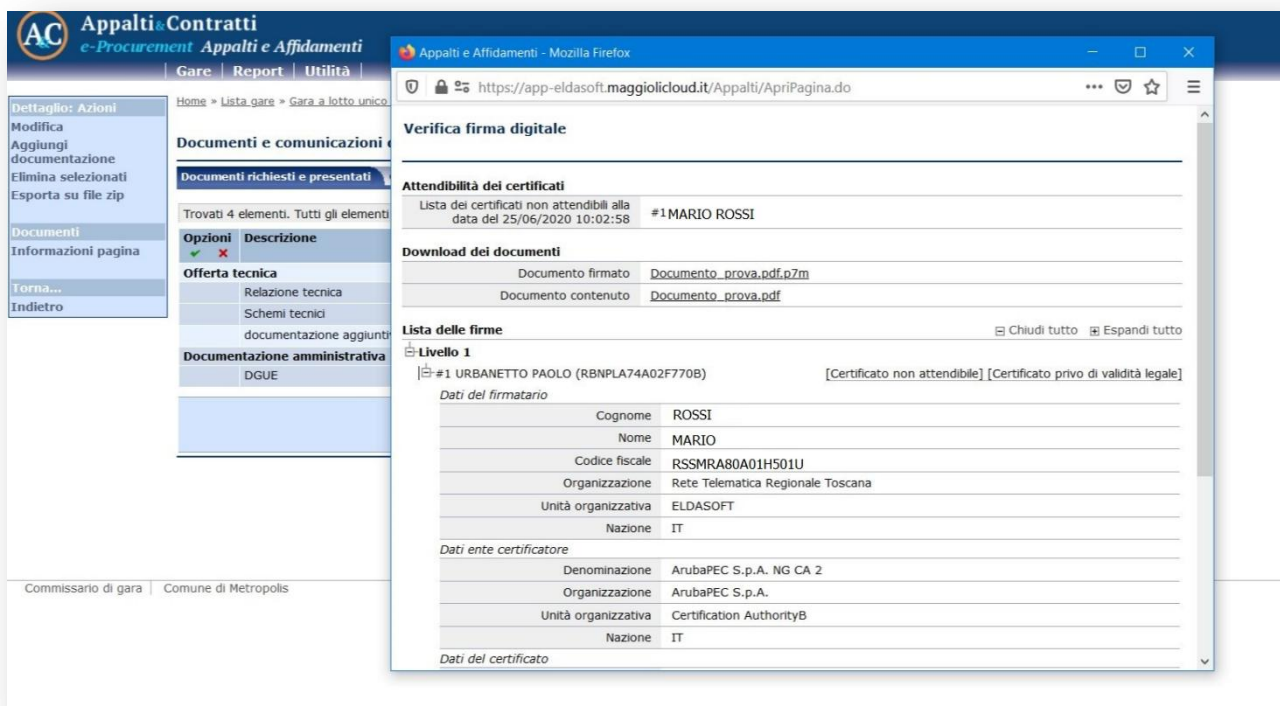 A&C
Appalti&Contratti
e-Procurement Appalti e Affidamenti
Gare | Report | Utilità |
Dettaglio: Azioni
Modifica
Aggiungi
documentazione
Elimina selezionati
Esporta su file zip
Documenti
Informazioni pagina
Torna...
Indietro
Home » Lista gare » Gara a lotto unico
Documenti e comunicazioni
Documenti richiesti e presentati
Trovati 4 elementi. Tutti gli elementi
Opzioni Descrizione
Offerta tecnica
Relazione tecnica
Schemi tecnici
documentazione aggiunti
Documentazione amministrativa
DGUE
Commissario di gara | Comune di Metropolis
Appalti e Affidamenti - Mozilla Firefox
https://app-eldasoft.maggiolicloud.it/Appalti/ApriPagina.do
Verifica firma digitale
Attendibilità dei certificati
Lista dei certificati non attendibili alla
data del 25/06/2020 10:02:58
#1 MARIO ROSSI
Download dei documenti
Documento firmato Documento_prova.pdf.p7m
Documento contenuto Documento_prova.pdf
Lista delle firme Chiudi tutto Espandi tutto
Livello 1
#1 URBANETTO PAOLO (RBNPLA74A02F770B) [Certificato non attendibile] [Certificato privo di validità legale]
Dati del firmatario
Cognome ROSSI
Nome MARIO
Codice fiscale RSSMRA80A01H501U
Organizzazione Rete Telematica Regionale Toscana
Unità organizzativa ELDASOFT
Nazione IT
Dati ente certificatore
Denominazione ArubaPEC S.p.A. NG CA 2
Organizzazione ArubaPEC S.p.A.
Unità organizzativa Certification AuthorityB
Nazione IT
Dati del certificato